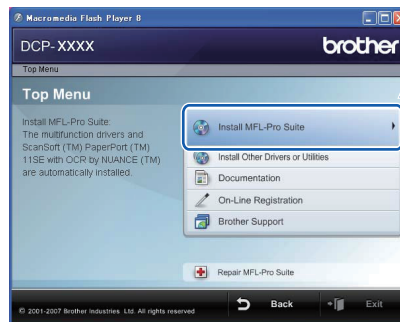 Macromedia Flash Player 8
DCP-XXXX
brother
Top Menu
Top Menu
Install MFL-Pro Suite:
The multifunction drivers and
ScanSoft (TM) PaperPort (TM)
11SE with OCR by NUANCE (TM)
are automatically installed.
Install MFL-Pro Suite
Install Other Drivers or Utilities
Documentation
On-Line Registration
Brother Support
Repair MFL-Pro Suite
© 2001-2007 Brother Industries Ltd. All rights reserved
Back
Exit